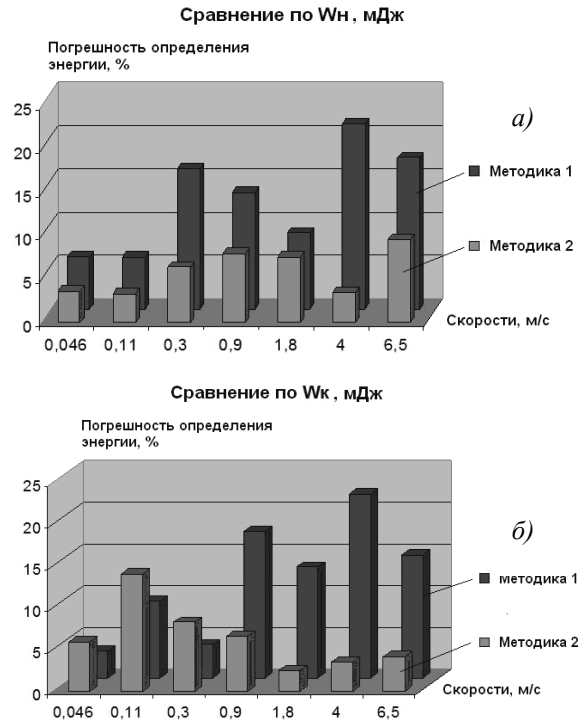 Сравнение по Wн , мДж
Погрешность определения
энергии, %
25
20
15
10
5
0
0,046 0,11 0,3 0,9 1,8 4 6,5
Скорости, м/с
а)
Методика 1
Методика 2
Сравнение по Wк , мДж
Погрешность определения
энергии, %
25
20
15
10
5
0
0,046 0,11 0,3 0,9 1,8 4 6,5
Скорости, м/с
б)
методика 1
Методика 2